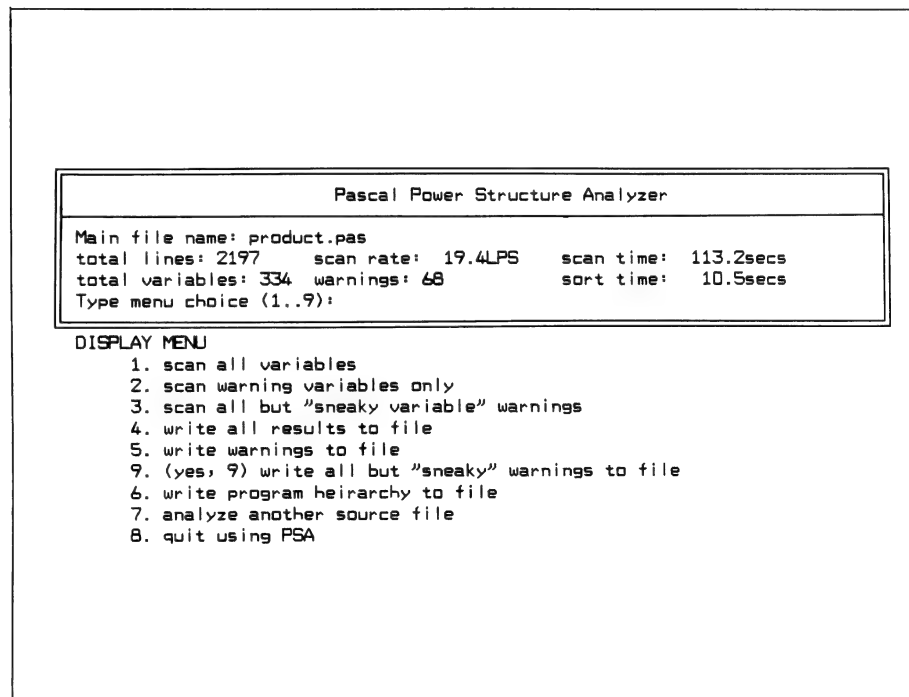 Pascal Power Structure Analyzer
Main file name: product.pas
total lines: 2197 scan rate: 19.4LPS scan time: 113.2secs
total variables: 334 warnings: 68 sort time: 10.5secs
Type menu choice (1..9):
DISPLAY MENU
1. scan all variables
2. scan warning variables only
3. scan all but "sneaky variable" warnings
4. write all results to file
5. write warnings to file
9. (yes, 9) write all but "sneaky" warnings to file
6. write program heirarchy to file
7. analyze another source file
8. quit using PSA